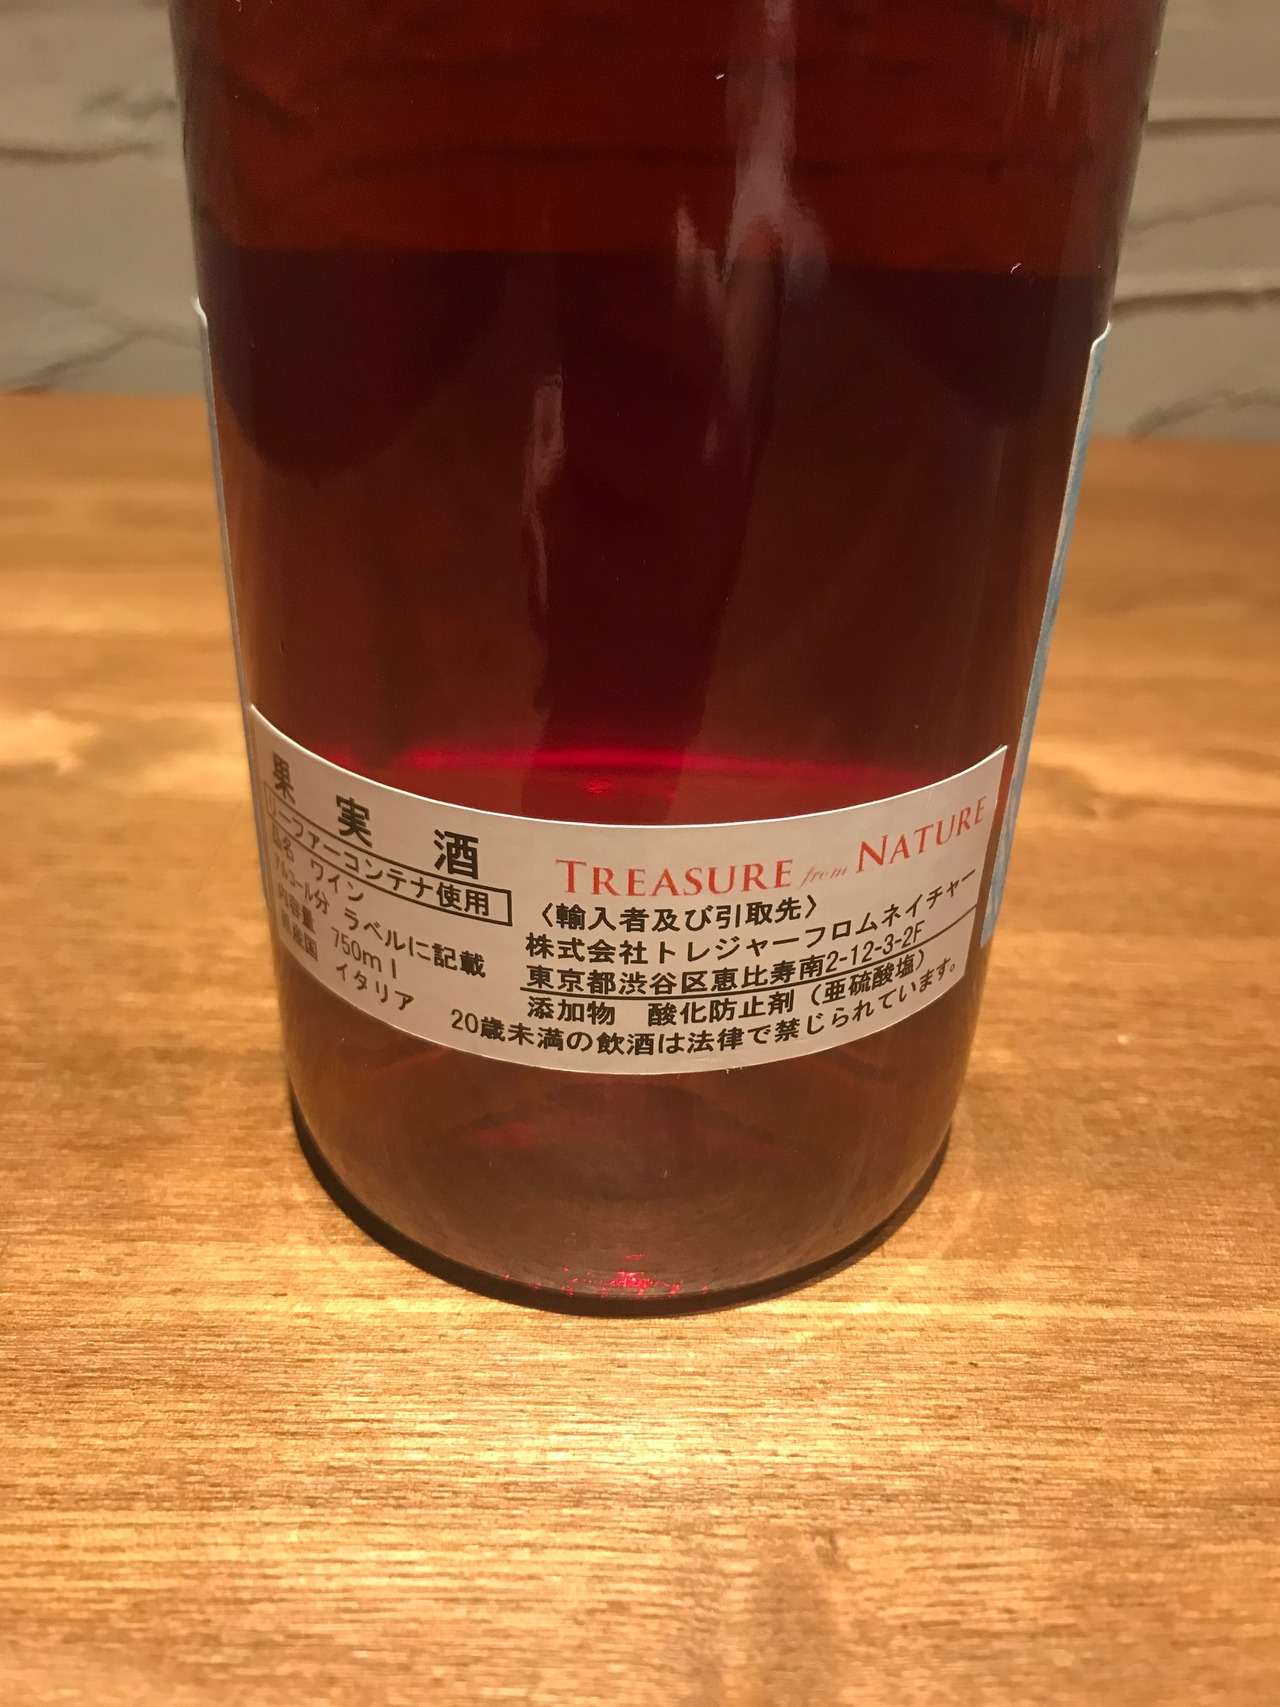 果実酒
リーファーコンテナ使用
品名 ワイン
アルコール分 ラベルに記載
内容量 750ml
原産国 イタリア
TREASURE from NATURE
〈輸入者及び引取先〉
株式会社トレジャーフロムネイチャー
東京都渋谷区恵比寿南2-12-3-2F
添加物 酸化防止剤（亜硫酸塩）
20歳未満の飲酒は法律で禁じられています。